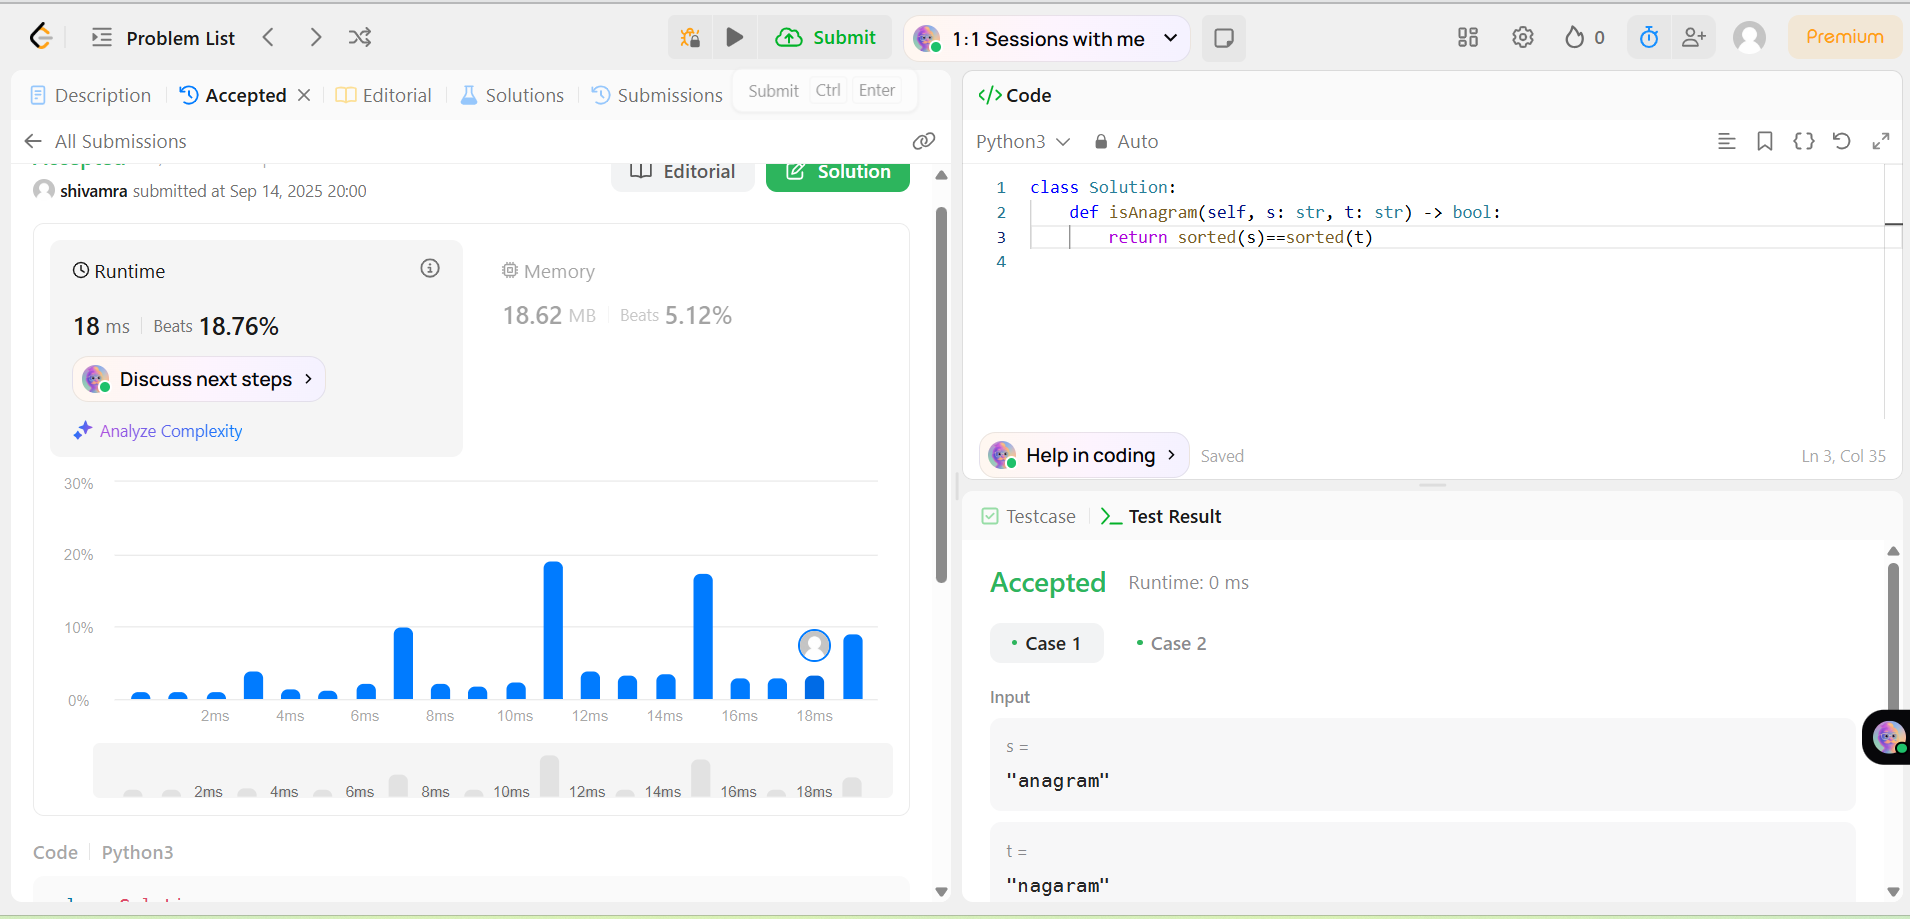 Problem List
Submit
1:1 Sessions with me
0
Premium
Description
Accepted
Editorial
Solutions
Submissions
Submit Ctrl Enter
All Submissions
Editorial
Solution
shivamra submitted at Sep 14, 2025 20:00
Runtime
18 ms Beats 18.76%
Discuss next steps
Analyze Complexity
Memory
18.62 MB Beats 5.12%
30%
20%
10%
0%
2ms 4ms 6ms 8ms 10ms 12ms 14ms 16ms 18ms
2ms 4ms 6ms 8ms 10ms 12ms 14ms 16ms 18ms
Code Python3
</> Code
Python3 Auto
1 class Solution:
2 def isAnagram(self, s: str, t: str) -> bool:
3 return sorted(s)==sorted(t)
4
Help in coding
Saved
Ln 3, Col 35
Testcase
Test Result
Accepted Runtime: 0 ms
Case 1 Case 2
Input
s =
"anagram"
t =
"nagaram"